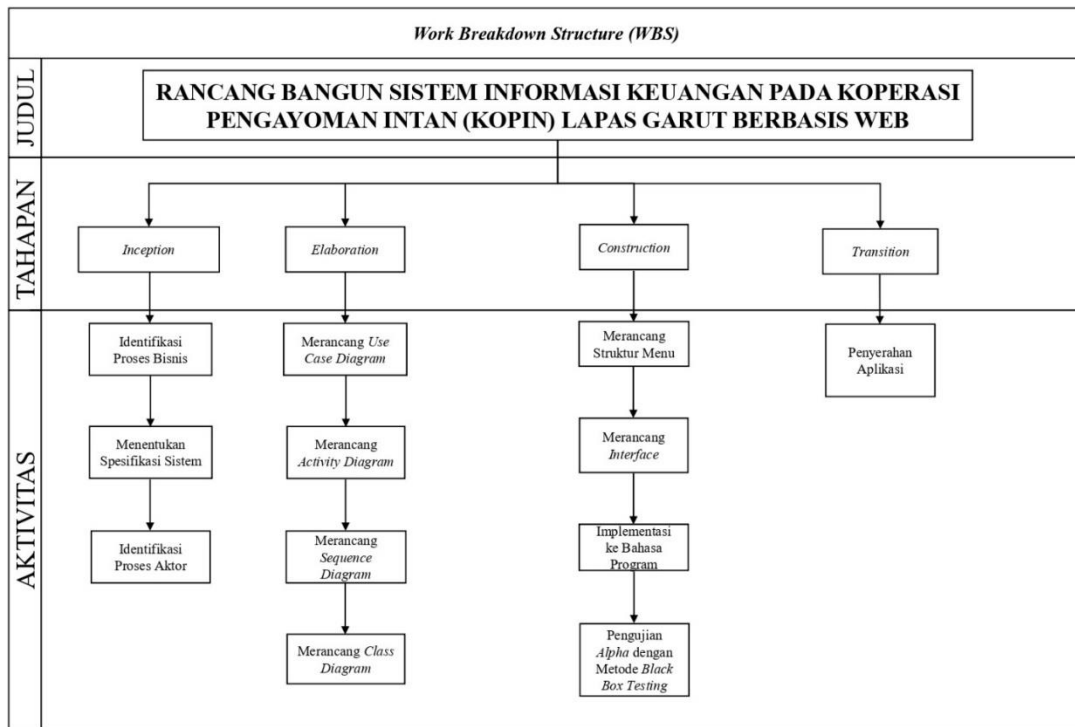 Work Breakdown Structure (WBS)
JUDUL
RANCANG BANGUN SISTEM INFORMASI KEUANGAN PADA KOPERASI
PENGAYOMAN INTAN (KOPIN) LAPAS GARUT BERBASIS WEB
TAHAPAN
Inception
Elaboration
Construction
Transition
AKTIVITAS
Identifikasi
Proses Bisnis
Menentukan
Spesifikasi Sistem
Identifikasi
Proses Aktor
Merancang Use
Case Diagram
Merancang
Activity Diagram
Merancang
Sequence
Diagram
Merancang Class
Diagram
Merancang
Struktur Menu
Merancang
Interface
Implementasi
ke Bahasa
Program
Pengujian
Alpha dengan
Metode Black
Box Testing
Penyerahan
Aplikasi